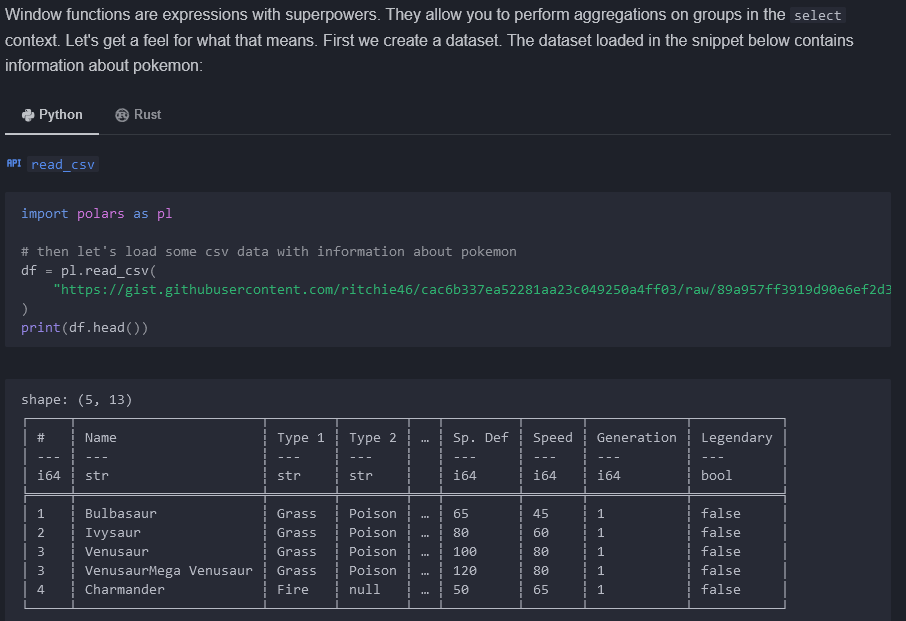 Window functions are expressions with superpowers. They allow you to perform aggregations on groups in the select
context. Let's get a feel for what that means. First we create a dataset. The dataset loaded in the snippet below contains
information about pokemon:
Python Rust
API read_csv
import polars as pl
# then let's load some csv data with information about pokemon
df = pl.read_csv(
"https://gist.githubusercontent.com/ritchie46/cac6b337ea52281aa23c049250a4ff03/raw/89a957ff3919d90e6ef2d3
)
print(df.head())
shape: (5, 13)
# Name Type 1 Type 2 … Sp. Def Speed Generation Legendary
--- --- --- --- --- --- --- ---
i64 str str str i64 i64 i64 bool
1 Bulbasaur Grass Poison … 65 45 1 false
2 Ivysaur Grass Poison … 80 60 1 false
3 Venusaur Grass Poison … 100 80 1 false
3 VenusaurMega Venusaur Grass Poison … 120 80 1 false
4 Charmander Fire null … 50 65 1 false